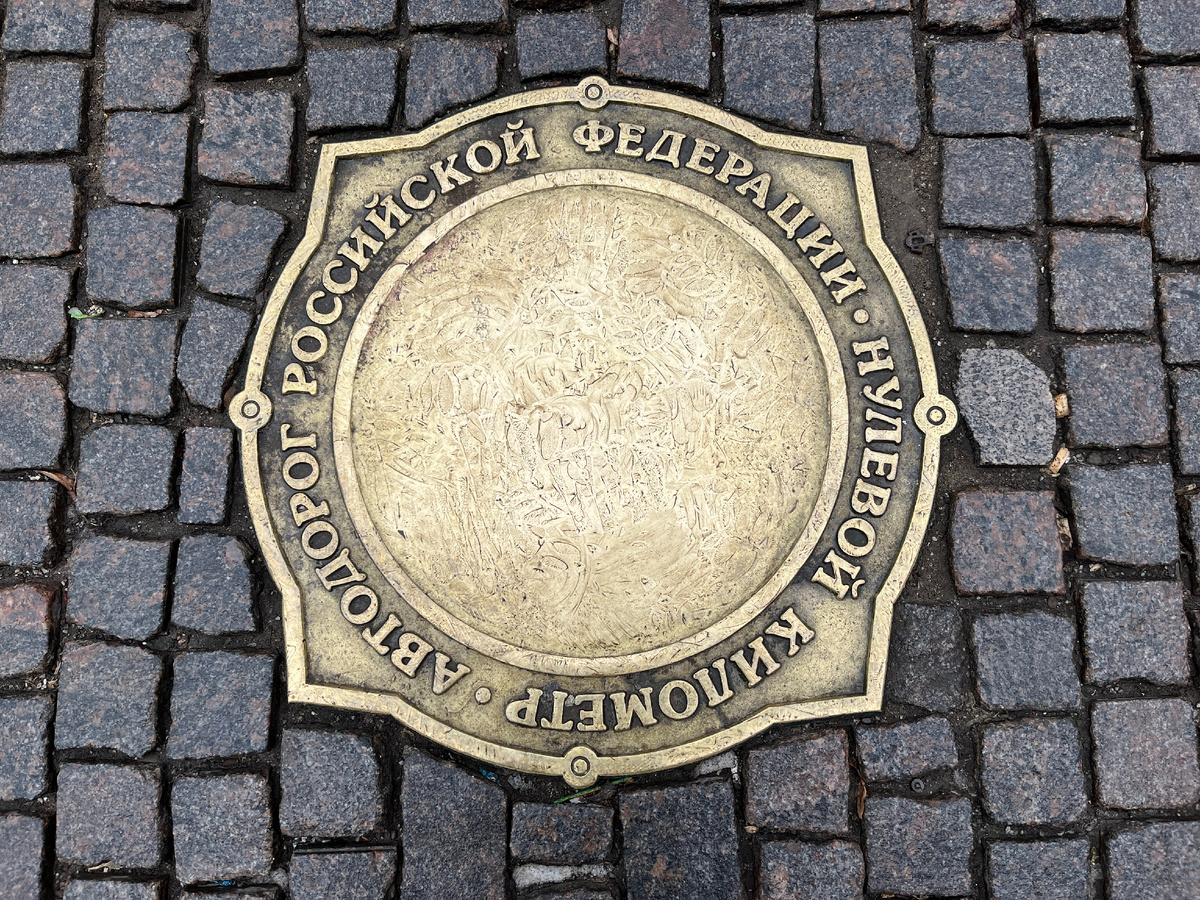 НУЛЕВОЙ КИЛОМЕТР • АВТОДОРОГ РОССИЙСКОЙ ФЕДЕРАЦИИ •